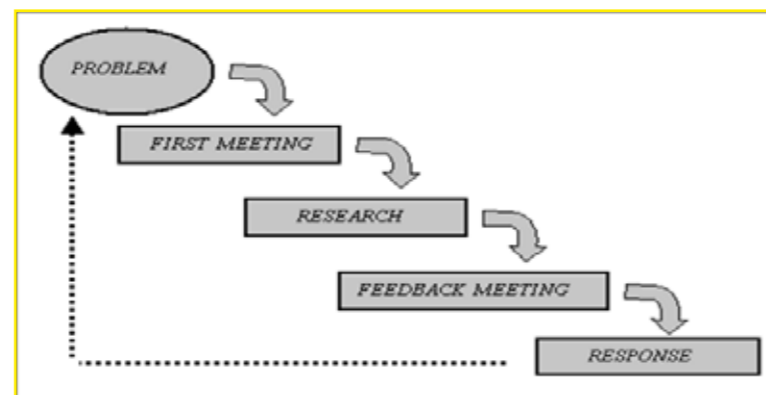 PROBLEM
FIRST MEETING
RESEARCH
FEEDBACK MEETING
RESPONSE